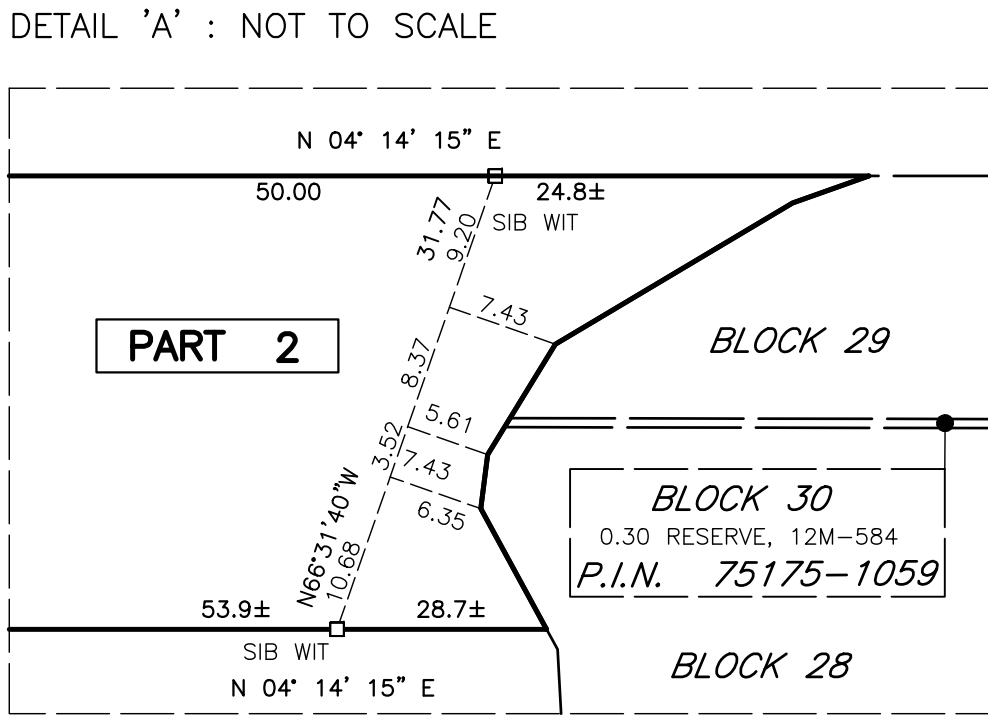 DETAIL 'A' : NOT TO SCALE
N 04° 14' 15" E
50.00
24.8±
SIB WIT
31.77
9.20
7.43
PART 2
BLOCK 29
8.37
5.61
3.52
7.43
6.35
N66°31'40"W
10.68
BLOCK 30
0.30 RESERVE, 12M-584
P.I.N. 75175-1059
53.9±
28.7±
SIB WIT
N 04° 14' 15" E
BLOCK 28